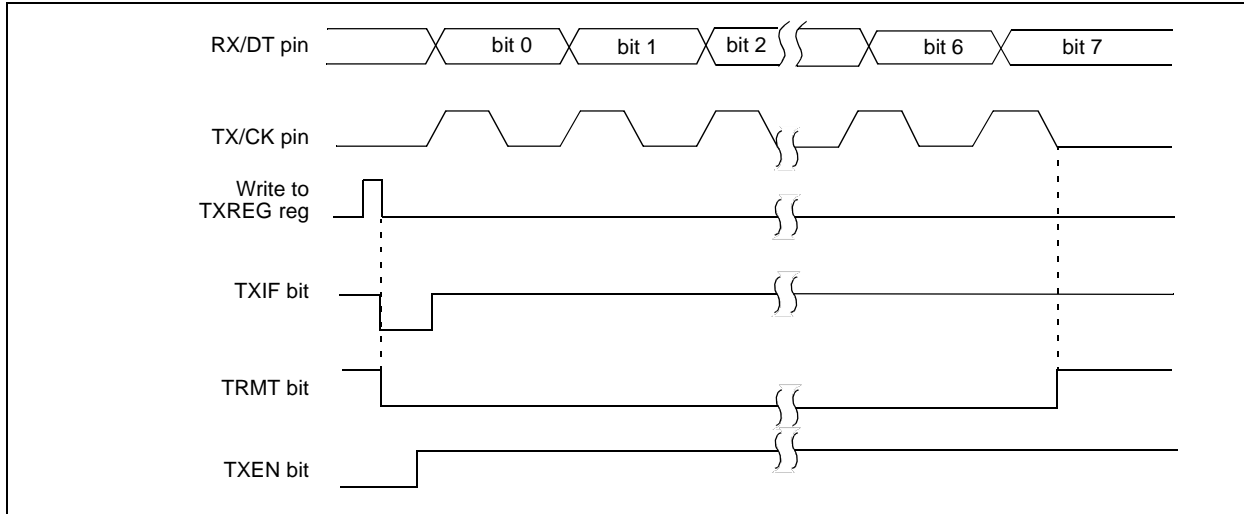 RX/DT pin
bit 0
bit 1
bit 2
bit 6
bit 7
TX/CK pin
Write to
TXREG reg
TXIF bit
TRMT bit
TXEN bit